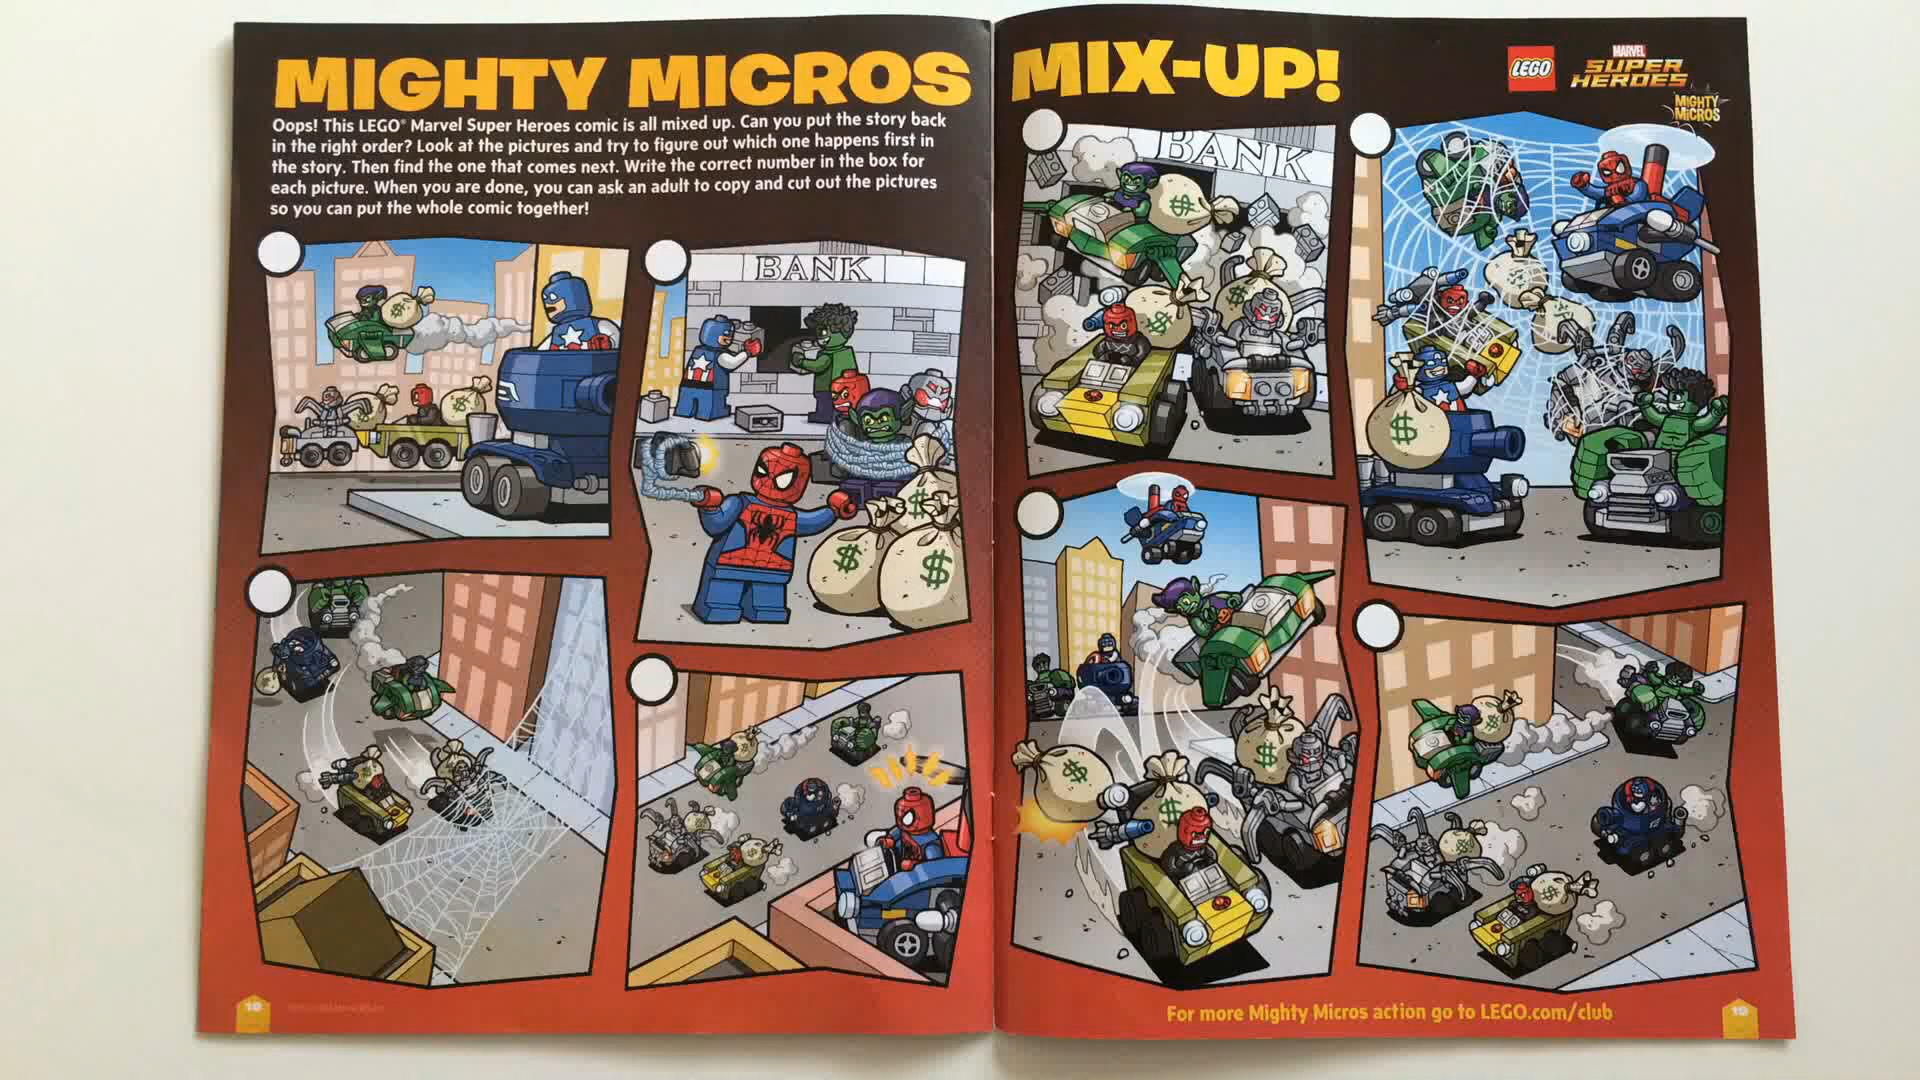 MIGHTY MICROS
MIX-UP!
LEGO
MARVEL
SUPER
HEROES
MIGHTY
MICROS
Oops! This LEGO® Marvel Super Heroes comic is all mixed up. Can you put the story back
in the right order? Look at the pictures and try to figure out which one happens first in
the story. Then find the one that comes next. Write the correct number in the box for
each picture. When you are done, you can ask an adult to copy and cut out the pictures
so you can put the whole comic together!
BANK
BANK
For more Mighty Micros action go to LEGO.com/club